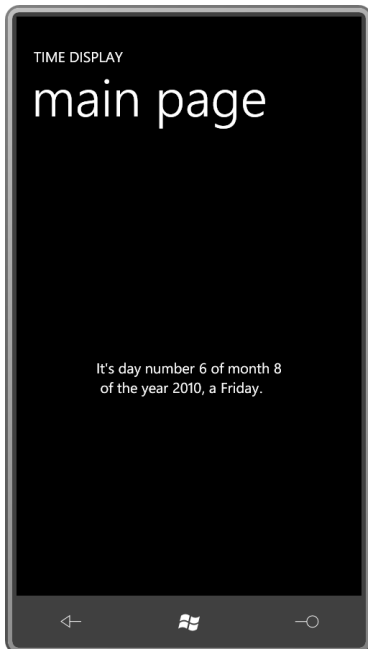 TIME DISPLAY
main page
It's day number 6 of month 8
of the year 2010, a Friday.